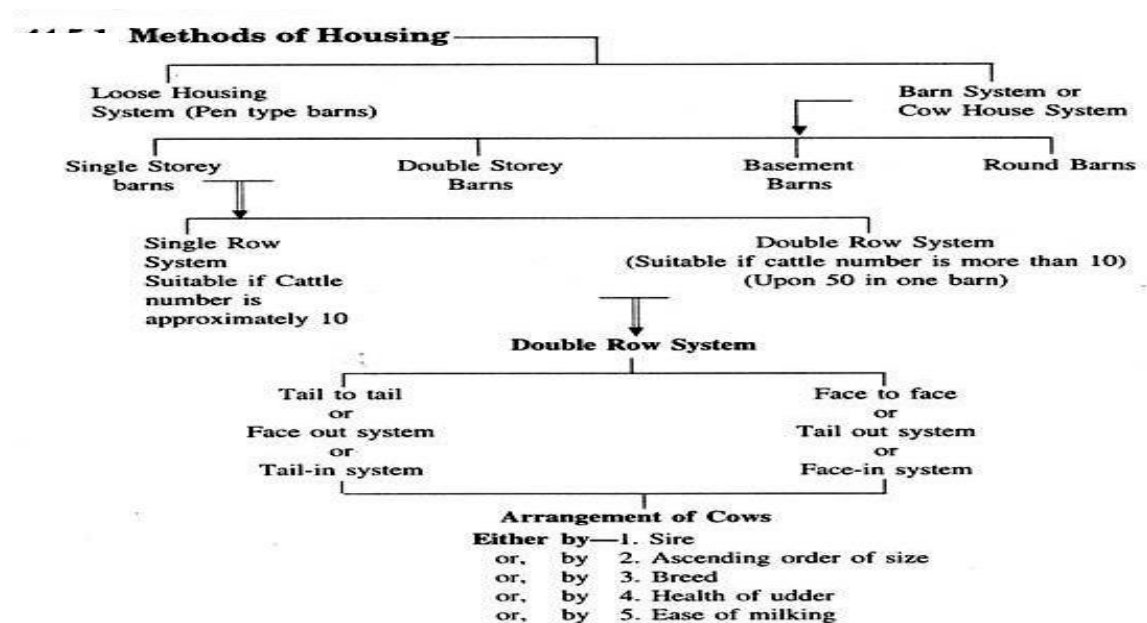 Methods of Housing
Loose Housing
System (Pen type barns)
Barn System or
Cow House System
Single Storey
barns
Double Storey
Barns
Basement
Barns
Round Barns
Single Row
System
Suitable if Cattle
number is
approximately 10
Double Row System
(Suitable if cattle number is more than 10)
(Upon 50 in one barn)
Double Row System
Tail to tail
or
Face out system
or
Tail-in system
Face to face
or
Tail out system
or
Face-in system
Arrangement of Cows
Either by—1. Sire
or, by 2. Ascending order of size
or, by 3. Breed
or, by 4. Health of udder
or, by 5. Ease of milking